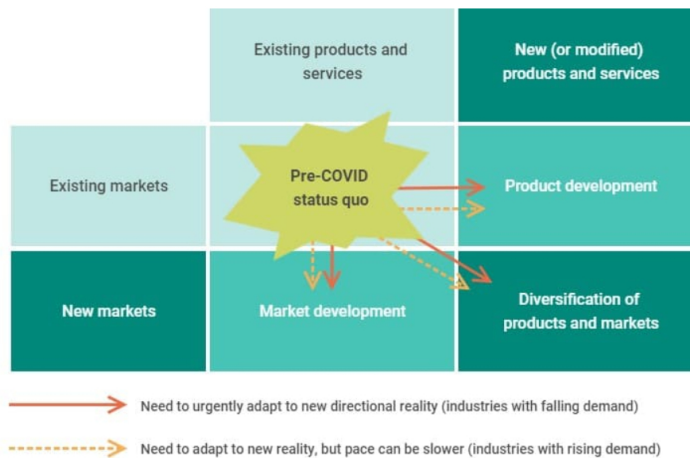 Existing products and
services
New (or modified)
products and services
Existing markets
Pre-COVID
status quo
Product development
New markets
Market development
Diversification of
products and markets
Need to urgently adapt to new directional reality (industries with falling demand)
Need to adapt to new reality, but pace can be slower (industries with rising demand)